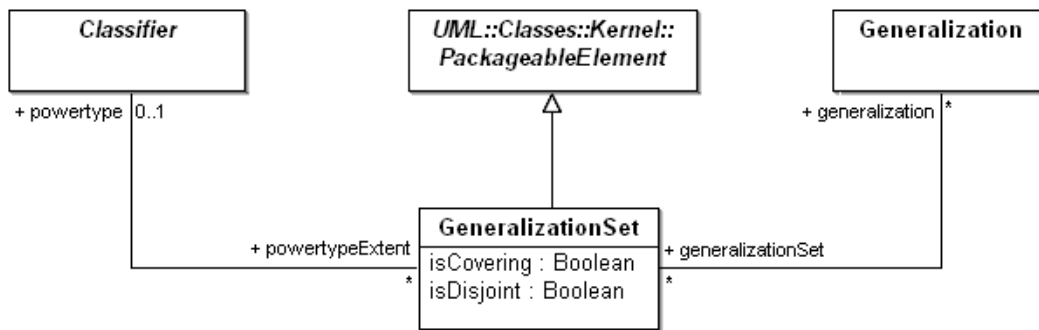 Classifier
UML::Classes::Kernel::
PackageableElement
Generalization
+ powertype
0..1
+ generalization
*
GeneralizationSet
isCovering : Boolean
isDisjoint : Boolean
+ powertypeExtent
*
+ generalizationSet
*